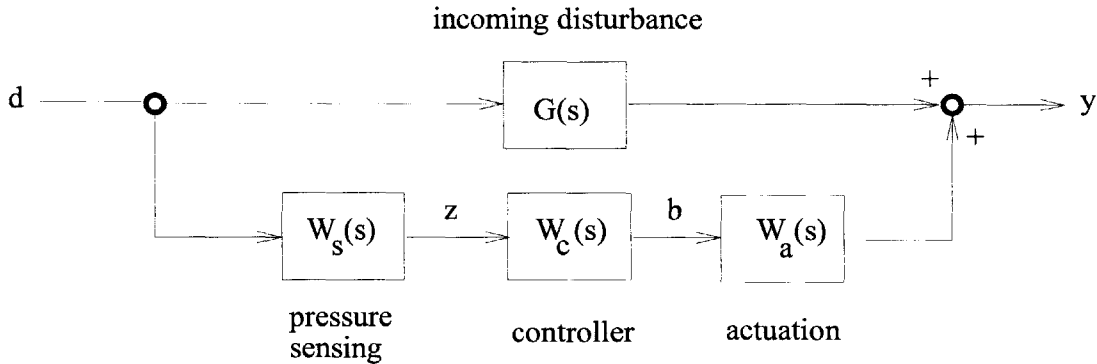 incoming disturbance
d
G(s)
+
y
+
W_s(s)
z
W_c(s)
b
W_a(s)
pressure
sensing
controller
actuation